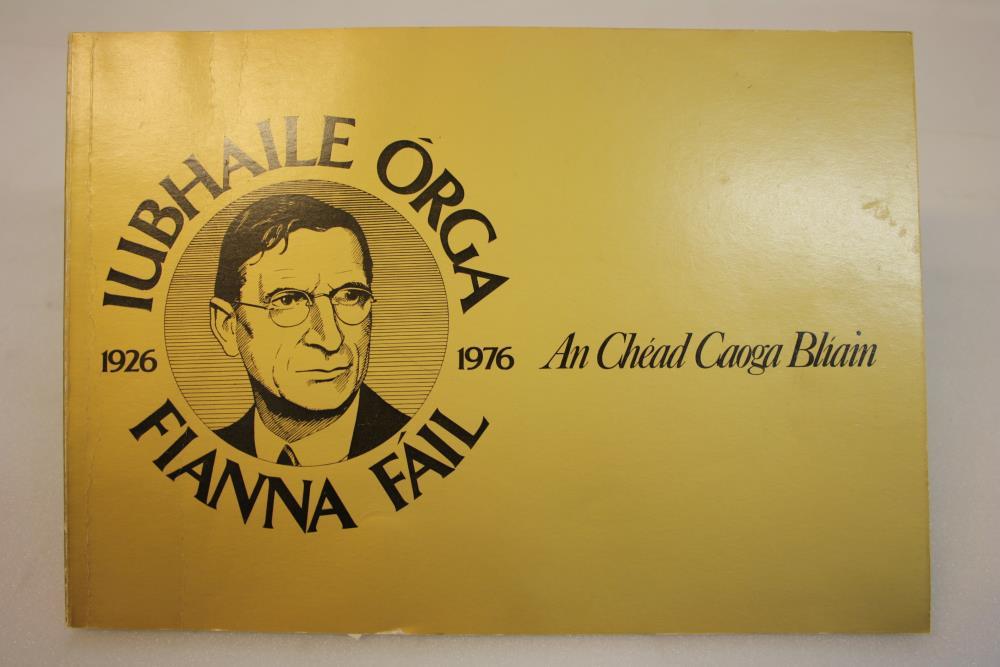 IUBHAILE ÓRGA
1926
1976
FIANNA FÁIL
An Chéad Caoga Blíain